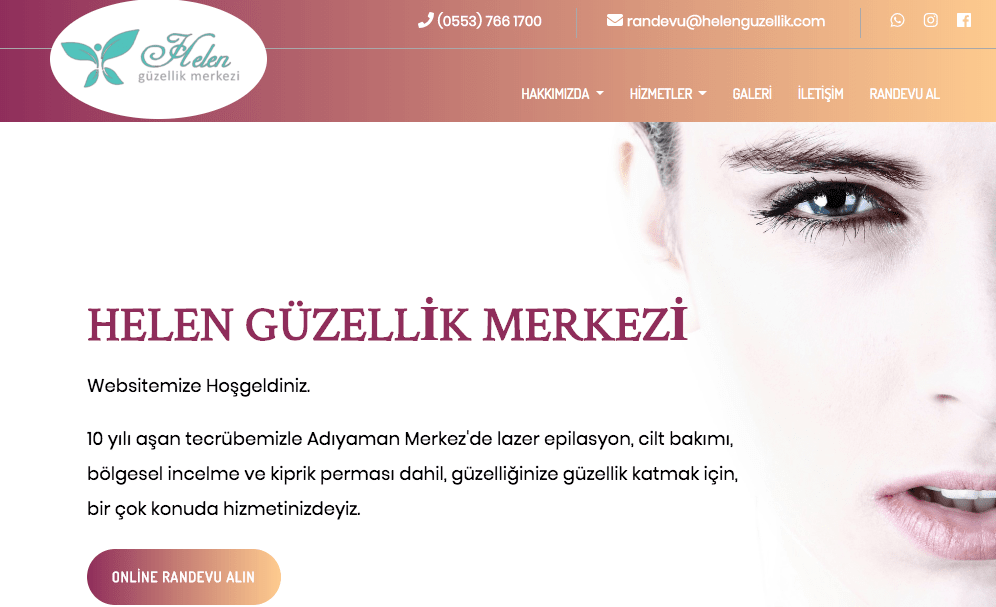 (0553) 766 1700
randevu@helenguzellik.com
Helen
güzellik merkezi
HAKKIMIZDA
HİZMETLER
GALERİ
İLETİŞİM
RANDEVU AL
HELEN GÜZELLİK MERKEZİ
Websitemize Hoşgeldiniz.
10 yılı aşan tecrübemizle Adıyaman Merkez'de lazer epilasyon, cilt bakımı,
bölgesel incelme ve kiprik perması dahil, güzelliğinize güzellik katmak için,
bir çok konuda hizmetinizdeyiz.
ONLİNE RANDEVU ALIN